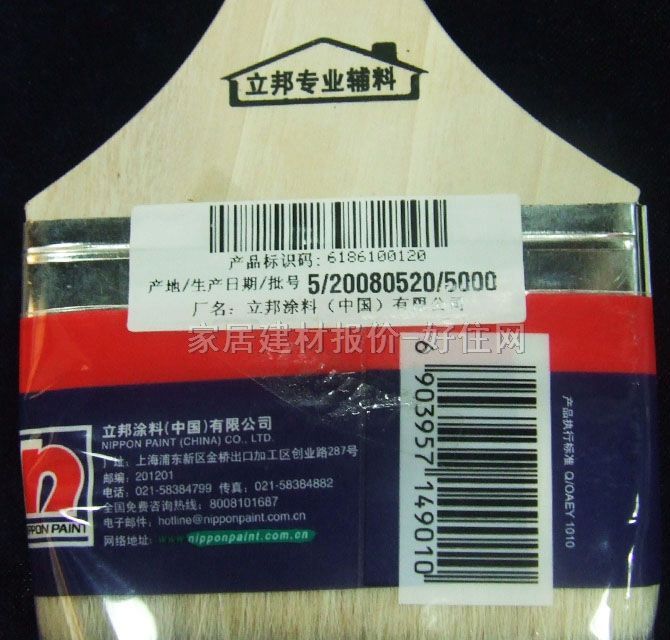 立邦专业辅料
产品标识码: 6186100120
产地/生产日期/批号 5/20080520/5000
厂名: 立邦涂料(中国)有限公司
家居建材报价-好住网
立邦涂料(中国)有限公司
NIPPON PAINT (CHINA) CO., LTD.
厂址: 上海浦东新区金桥出口加工区创业路287号
邮编: 201201
电话: 021-58384799 传真: 021-58384882
全国免费咨询热线: 8008101687
电子邮件: hotline@nipponpaint.com.cn
网络地址: www.nipponpaint.com.cn
n
NIPPON PAINT
6 903957 149010
产品执行标准 Q/OAEY 1010